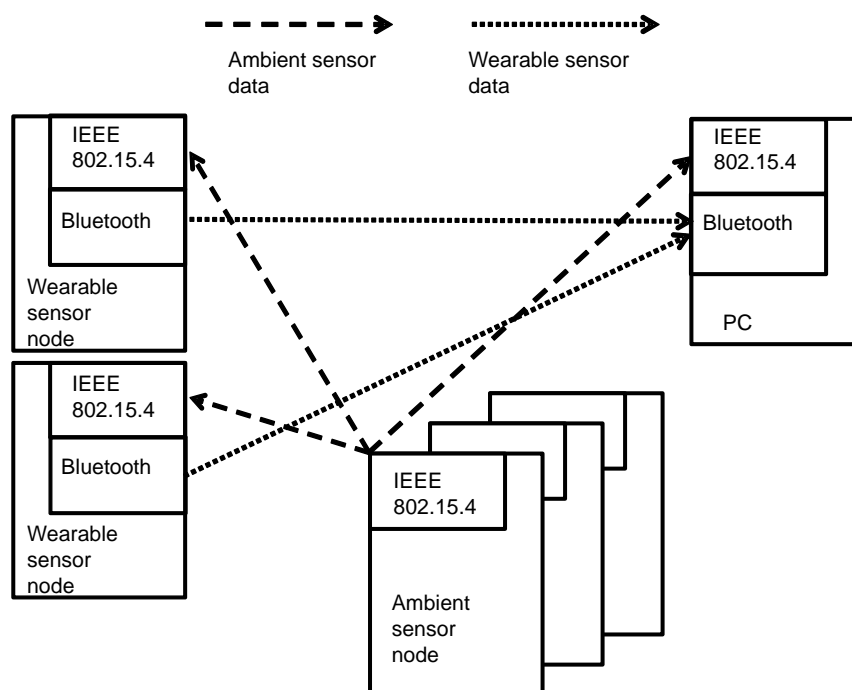 Ambient sensor
data
Wearable sensor
data
IEEE
802.15.4
Bluetooth
Wearable
sensor
node
IEEE
802.15.4
Bluetooth
PC
IEEE
802.15.4
Bluetooth
Wearable
sensor
node
IEEE
802.15.4
Ambient
sensor
node